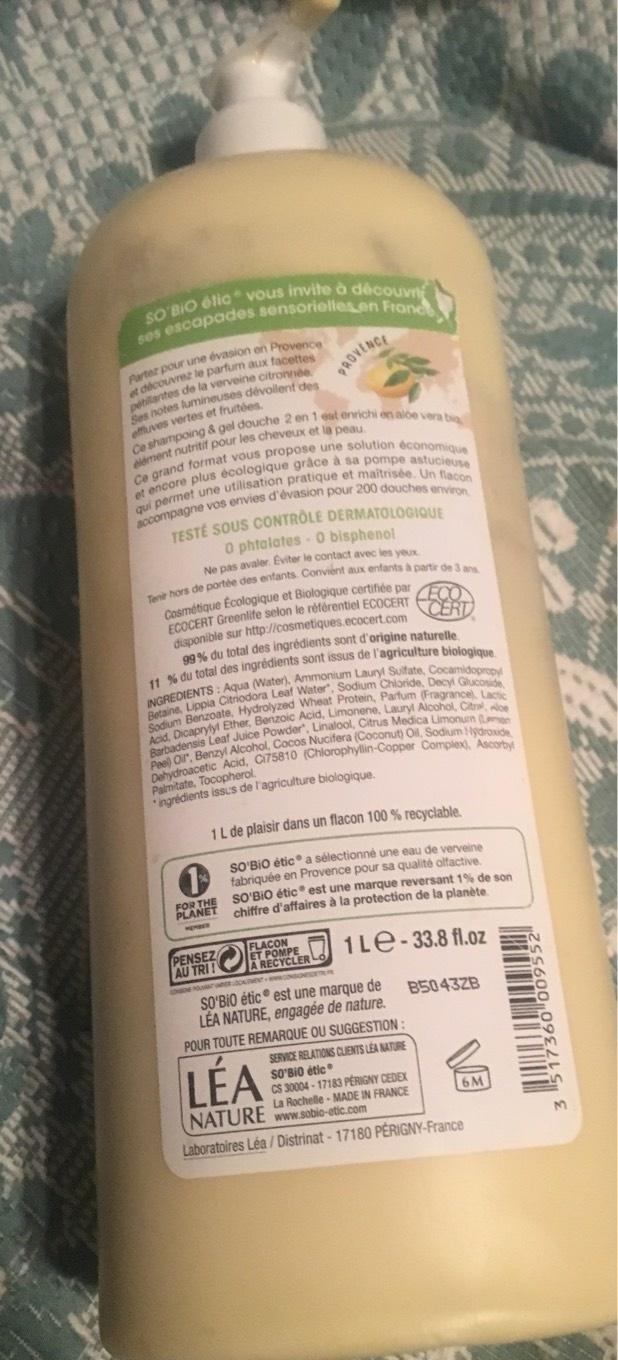 SO'BiO étic® vous invite à découvrir
ses escapades sensorielles en France
PROVENCE
Partez pour une évasion en Provence
et découvrez le parfum aux facettes
pétillantes de la verveine citronnée.
Ses notes lumineuses dévoilent des
effluves vertes et fruitées.
Ce shampoing & gel douche 2 en 1 est enrichi en aloe vera bio,
élément nutritif pour les cheveux et la peau.
Ce grand format vous propose une solution économique
et encore plus écologique grâce à sa pompe astucieuse
qui permet une utilisation pratique et maîtrisée. Un flacon
accompagne vos envies d'évasion pour 200 douches environ.
TESTÉ SOUS CONTRÔLE DERMATOLOGIQUE
0 phtalates - 0 bisphenol
Ne pas avaler. Éviter le contact avec les yeux.
Tenir hors de portée des enfants. Convient aux enfants à partir de 3 ans.
Cosmétique Écologique et Biologique certifiée par
ECOCERT Greenlife selon le référentiel ECOCERT
disponible sur http://cosmetiques.ecocert.com
ECO
CERT
99 % du total des ingrédients sont d'origine naturelle.
11 % du total des ingrédients sont issus de l'agriculture biologique.
INGREDIENTS : Aqua (Water), Ammonium Lauryl Sulfate, Cocamidopropyl
Betaine, Lippia Citriodora Leaf Water*, Sodium Chloride, Decyl Glucoside,
Sodium Benzoate, Hydrolyzed Wheat Protein, Parfum (Fragrance), Lactic
Acid, Dicaprylyl Ether, Benzoic Acid, Limonene, Lauryl Alcohol, Citral, Aloe
Barbadensis Leaf Juice Powder*, Linalool, Citrus Medica Limonum (Lemon
Peel) Oil*, Benzyl Alcohol, Cocos Nucifera (Coconut) Oil, Sodium Hydroxide,
Dehydroacetic Acid, CI75810 (Chlorophyllin-Copper Complex), Ascorbyl
Palmitate, Tocopherol.
*ingrédients issus de l'agriculture biologique.
1 L de plaisir dans un flacon 100 % recyclable.
1%
FOR THE
PLANET
MEMBER
SO'BiO étic® a sélectionné une eau de verveine
fabriquée en Provence pour sa qualité olfactive.
SO'BiO étic® est une marque reversant 1% de son
chiffre d'affaires à la protection de la planète.
PENSEZ
AU TRI !
FLACON
ET POMPE
À RECYCLER
1 L e - 33.8 fl.oz
SO'BiO étic® est une marque de
LÉA NATURE, engagée de nature.
B5043ZB
POUR TOUTE REMARQUE OU SUGGESTION :
LÉA
NATURE
SERVICE RELATIONS CLIENTS LÉA NATURE
SO'BiO étic®
CS 30004 - 17183 PÉRIGNY CEDEX
La Rochelle - MADE IN FRANCE
www.sobio-etic.com
6M
Laboratoires Léa / Distrinat - 17180 PÉRIGNY-France
3 517360 009552